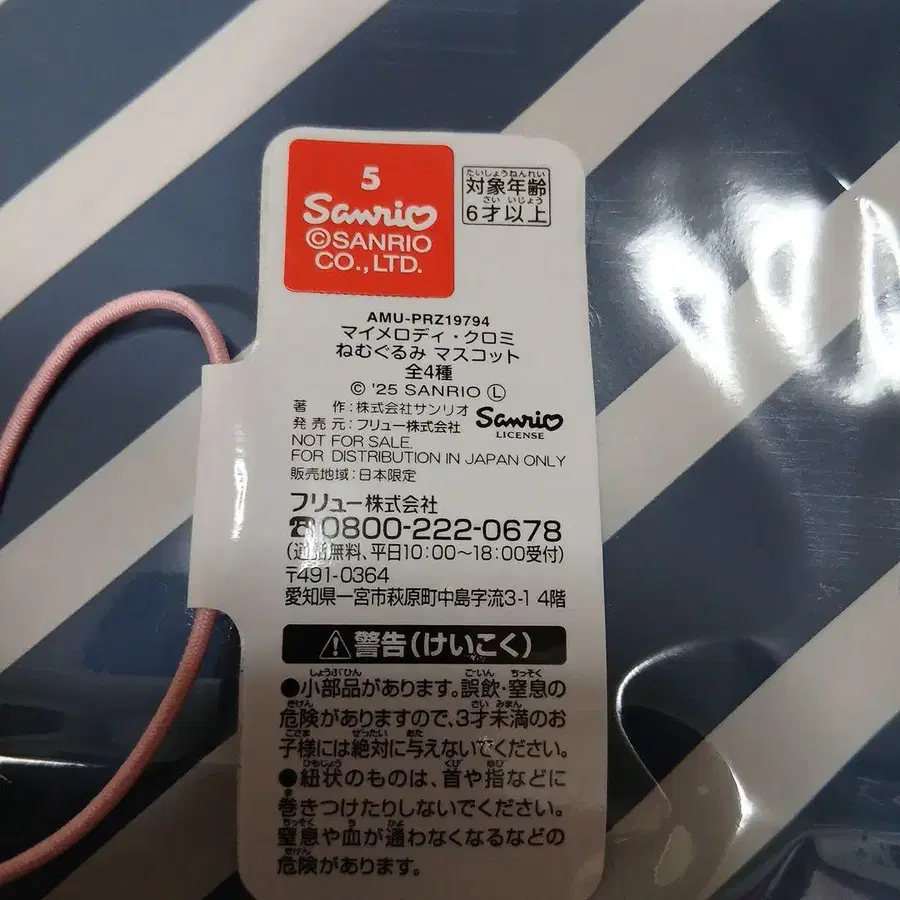 5
Sanrio
©SANRIO
CO.,LTD.
たいしょうねんれい
対象年齢
さい いじょう
6才以上
AMU-PRZ19794
マイメロディ・クロミ
ねむぐるみ マスコット
全4種
© '25 SANRIO Ⓛ
著 作:株式会社サンリオ
発 売 元:フリュー株式会社
Sanrio
LICENSE
NOT FOR SALE.
FOR DISTRIBUTION IN JAPAN ONLY
販売地域:日本限定
フリュー株式会社
☎0800-222-0678
(通話無料、平日10:00〜18:00受付)
〒491-0364
愛知県一宮市萩原町中島字流3-1 4階
⚠警告(けいこく)
しょうぶひん ごいん ちっそく
●小部品があります。誤飲・窒息の
きけん さい みまん
危険がありますので、3才未満のお
こさま ぜったい あた
子様には絶対に与えないでください。
ひもじょう くび ゆび
●紐状のものは、首や指などに
ま
巻きつけたりしないでください。
ちっそく ち かよ
窒息や血が通わなくなるなどの
きけん
危険があります。